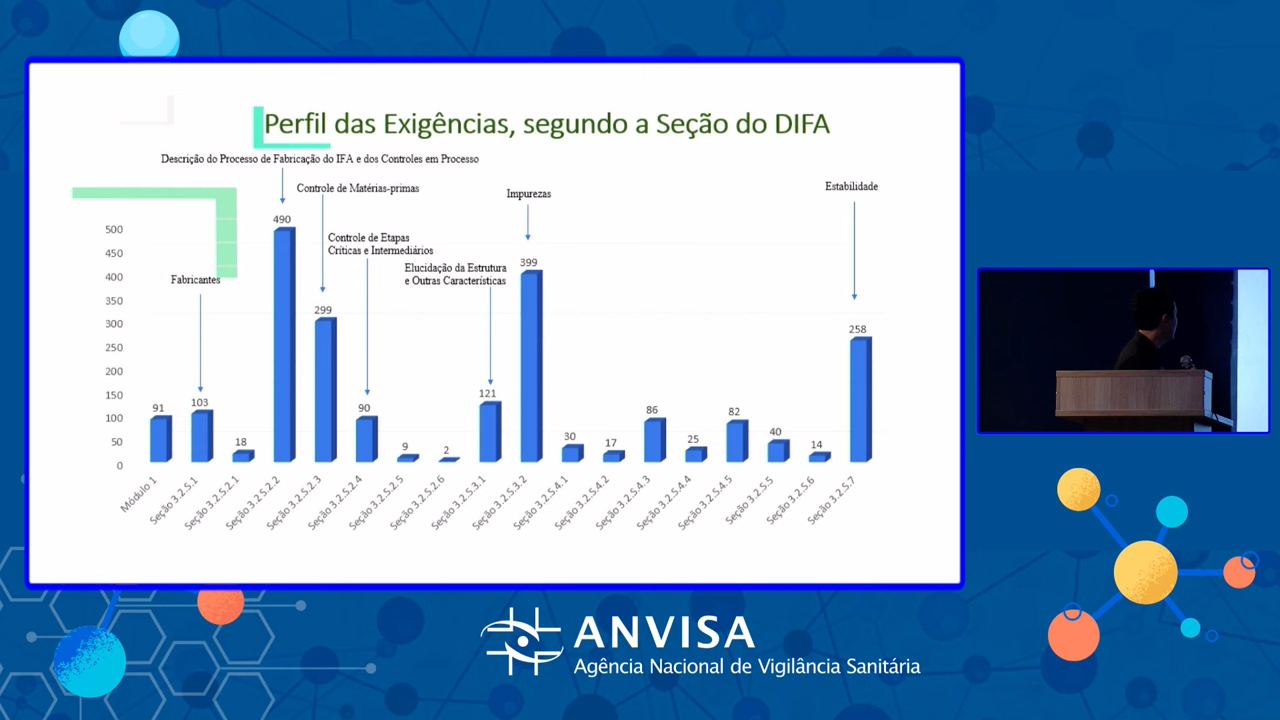 Perfil das Exigências, segundo a Seção do DIFA
Descrição do Processo de Fabricação do IFA e dos Controles em Processo
Controle de Matérias-primas
Impurezas
Estabilidade
Controle de Etapas
Críticas e Intermediários
Elucidação da Estrutura
e Outras Características
Fabricantes
500
450
400
350
300
250
200
150
100
50
0
91
103
18
490
299
90
9
2
121
399
30
17
86
25
82
40
14
258
Módulo 1
Seção 3.2.S.1
Seção 3.2.S.2.1
Seção 3.2.S.2.2
Seção 3.2.S.2.3
Seção 3.2.S.2.4
Seção 3.2.S.2.5
Seção 3.2.S.2.6
Seção 3.2.S.3.1
Seção 3.2.S.3.2
Seção 3.2.S.4.1
Seção 3.2.S.4.2
Seção 3.2.S.4.3
Seção 3.2.S.4.4
Seção 3.2.S.4.5
Seção 3.2.S.5
Seção 3.2.S.6
Seção 3.2.S.7
ANVISA
Agência Nacional de Vigilância Sanitária